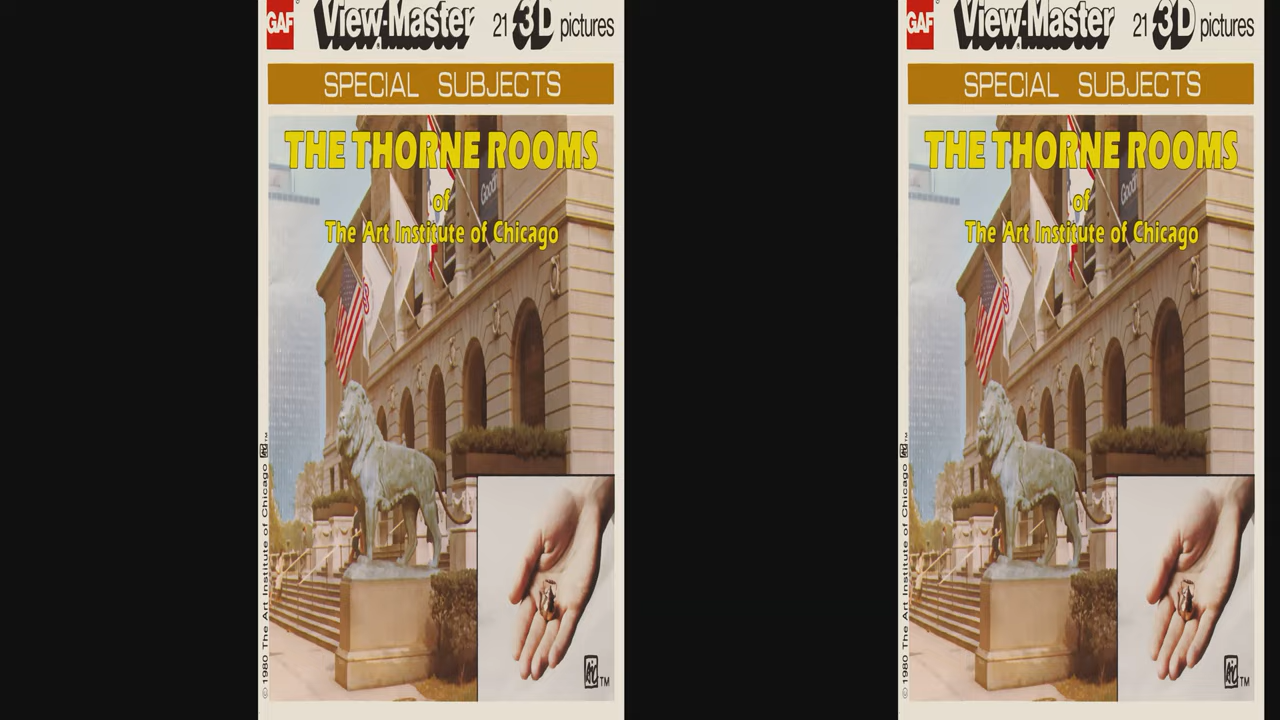 GAF View-Master 21 3D pictures
SPECIAL SUBJECTS
THE THORNE ROOMS
of
The Art Institute of Chicago
© 1980 The Art Institute of Chicago
TM
GAF View-Master 21 3D pictures
SPECIAL SUBJECTS
THE THORNE ROOMS
of
The Art Institute of Chicago
© 1980 The Art Institute of Chicago
TM